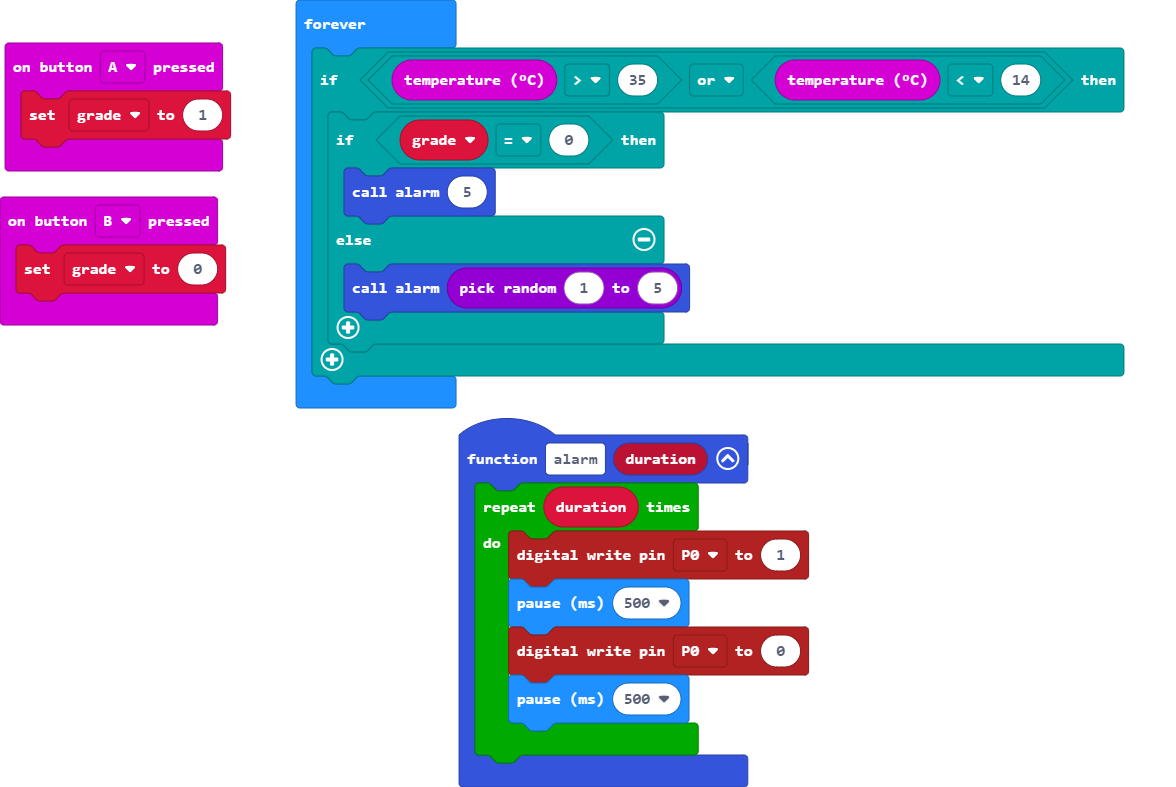 forever
on button A pressed
set grade to 1
if temperature (ºC) > 35 or temperature (ºC) < 14 then
if grade = 0 then
call alarm 5
else
call alarm pick random 1 to 5
on button B pressed
set grade to 0
function alarm duration
repeat duration times
do
digital write pin P0 to 1
pause (ms) 500
digital write pin P0 to 0
pause (ms) 500